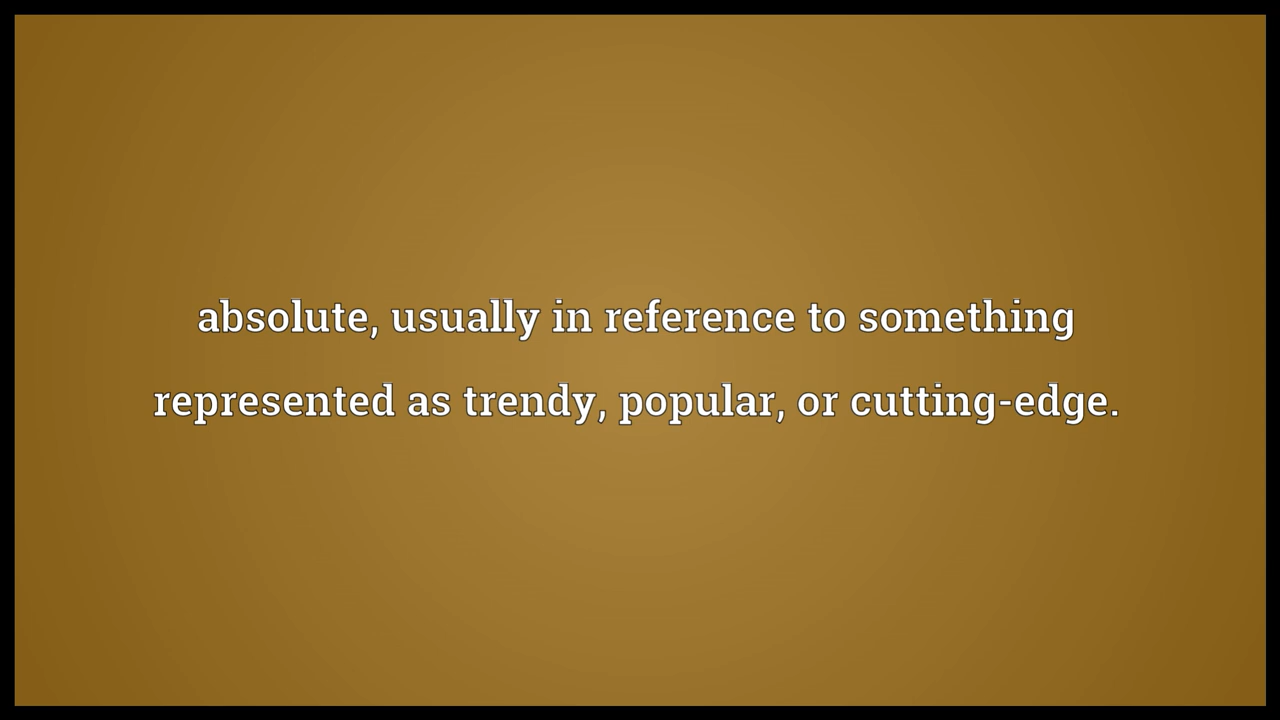 absolute, usually in reference to something
represented as trendy, popular, or cutting-edge.